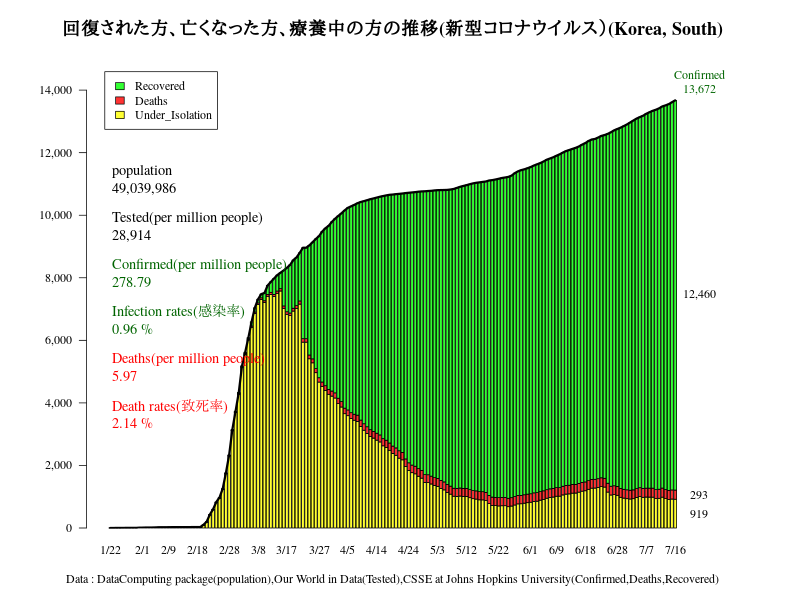 回復された方、亡くなった方、療養中の方の推移(新型コロナウイルス)(Korea, South)
Confirmed
13,672
Recovered
Deaths
Under_Isolation
14,000
12,000
10,000
8,000
6,000
4,000
2,000
0
population
49,039,986
Tested(per million people)
28,914
Confirmed(per million people)
278.79
Infection rates(感染率)
0.96 %
Deaths(per million people)
5.97
Death rates(致死率)
2.14 %
12,460
293
919
1/22 2/1 2/9 2/18 2/28 3/8 3/17 3/27 4/5 4/14 4/24 5/3 5/12 5/22 6/1 6/9 6/18 6/28 7/7 7/16
Data : DataComputing package(population),Our World in Data(Tested),CSSE at Johns Hopkins University(Confirmed,Deaths,Recovered)